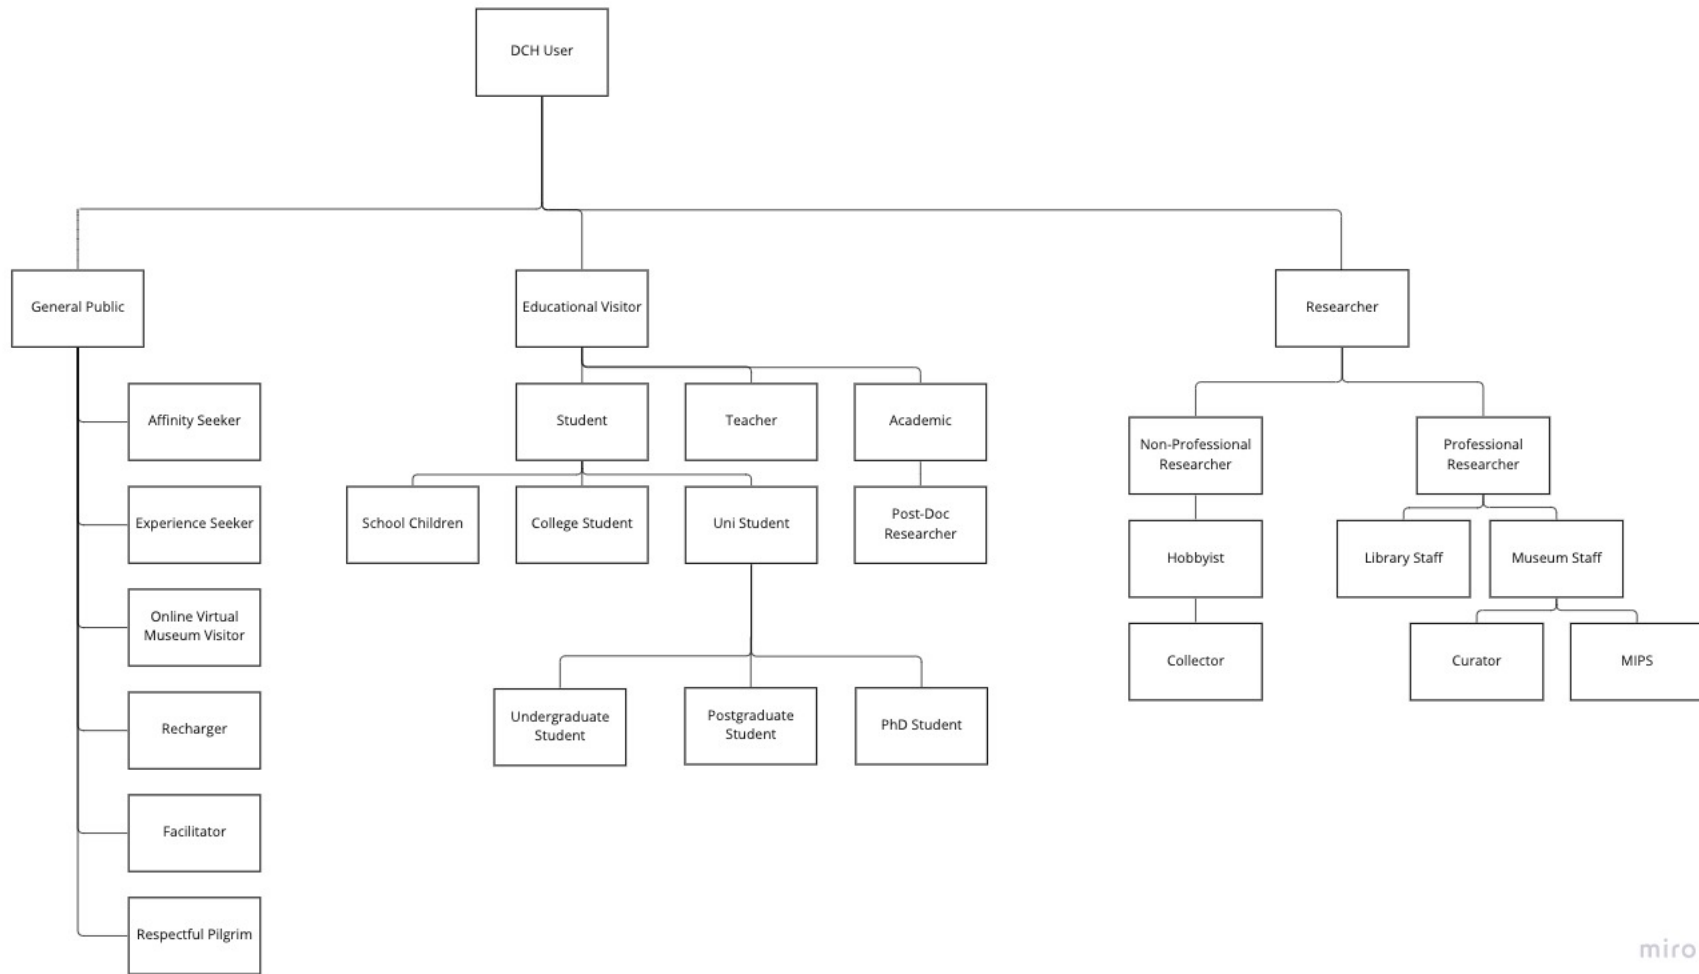 DCH User
General Public
Educational Visitor
Researcher
Affinity Seeker
Experience Seeker
Online Virtual
Museum Visitor
Recharger
Facilitator
Respectful Pilgrim
Student
Teacher
Academic
School Children
College Student
Uni Student
Post-Doc
Researcher
Undergraduate
Student
Postgraduate
Student
PhD Student
Non-Professional
Researcher
Professional
Researcher
Hobbyist
Library Staff
Museum Staff
Collector
Curator
MIPS
miro